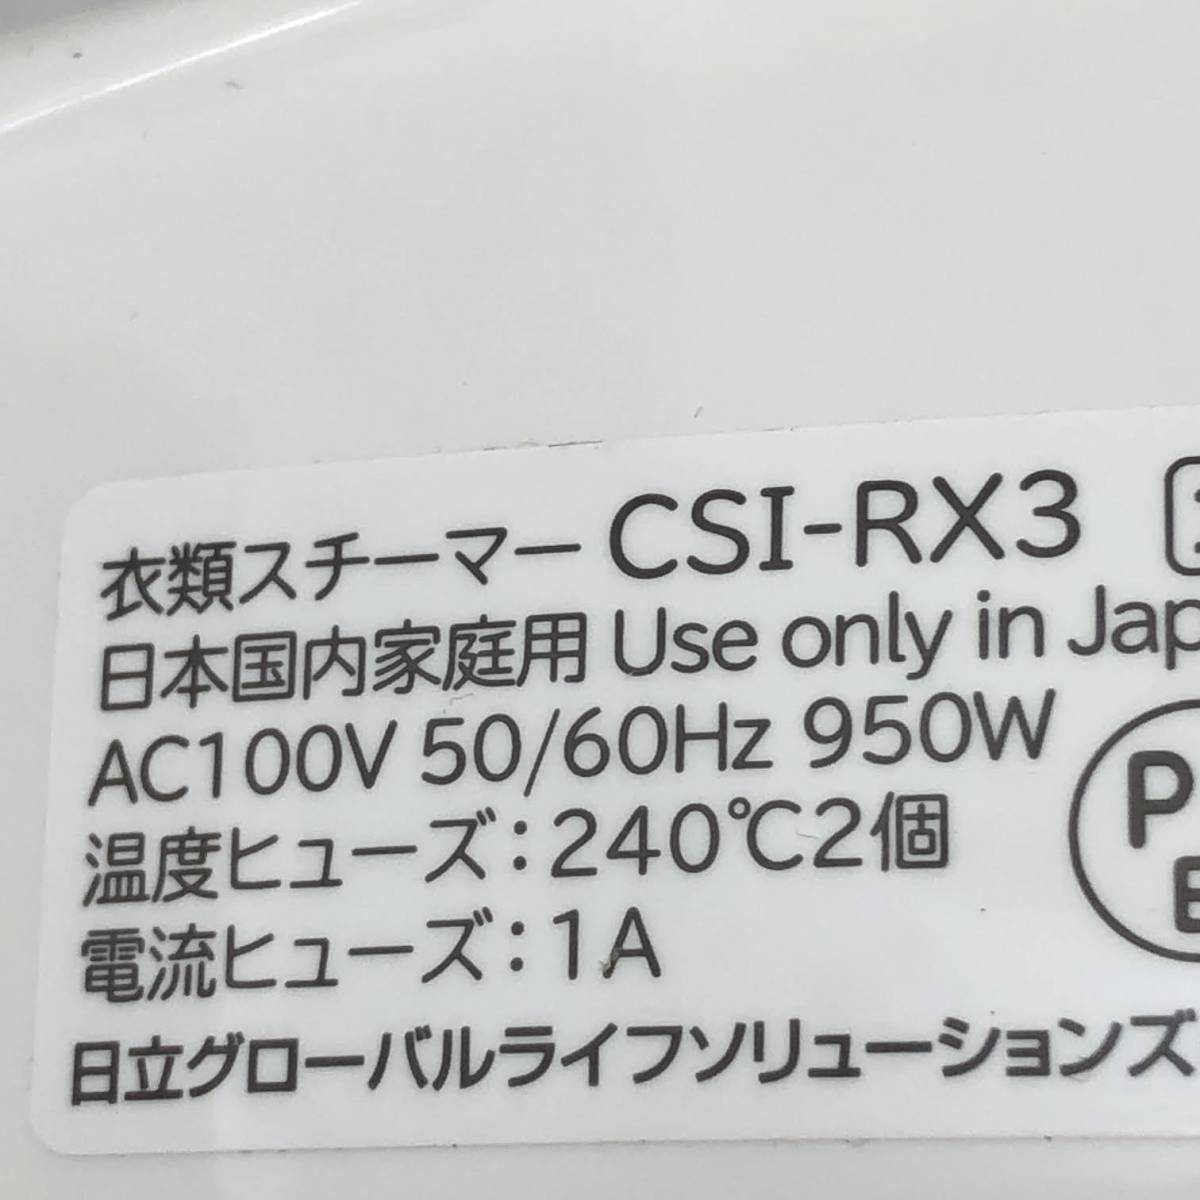 衣類スチーマー CSI-RX3
日本国内家庭用 Use only in
AC100V 50/60Hz 950W
温度ヒューズ：240℃2個
電流ヒューズ：1A
日立グローバルライフソリューションズ